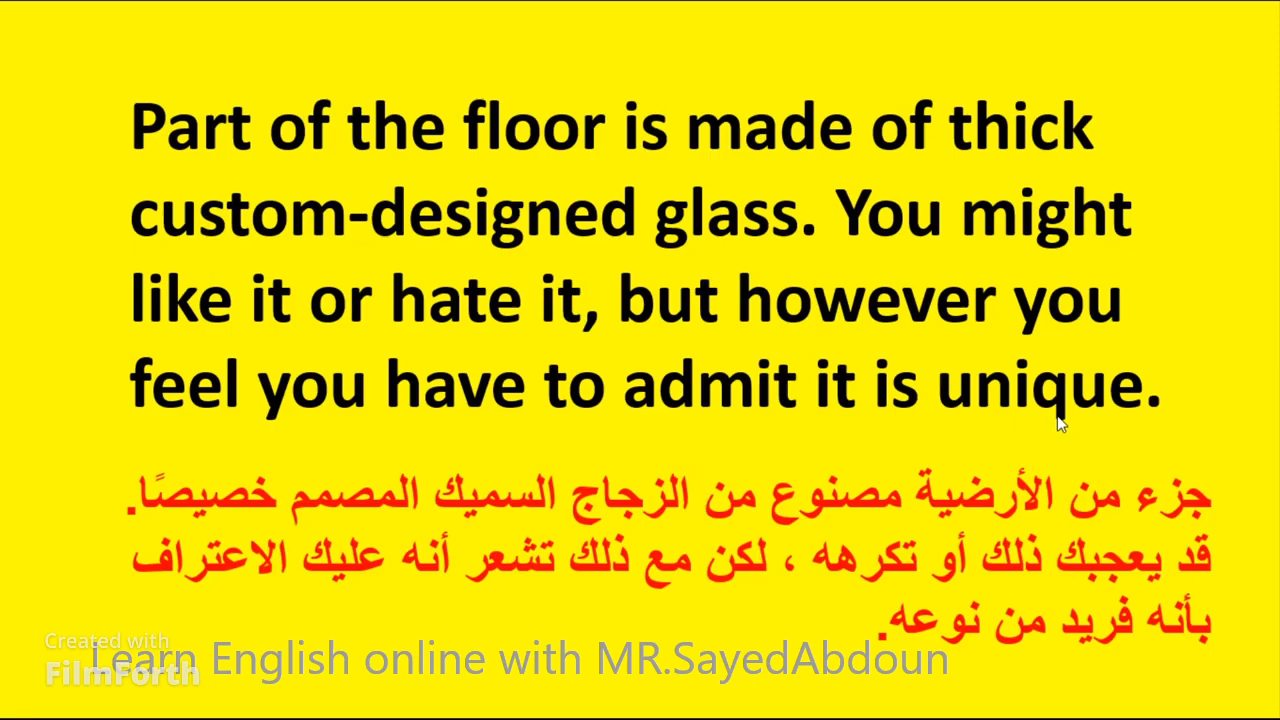 Part of the floor is made of thick
custom-designed glass. You might
like it or hate it, but however you
feel you have to admit it is unique.
جزء من الأرضية مصنوع من الزجاج السميك المصمم خصيصًا.
قد يعجبك ذلك أو تكرهه ، لكن مع ذلك تشعر أنه عليك الاعتراف
بأنه فريد من نوعه.
Created with
FilmForth
Learn English online with MR.SayedAbdoun